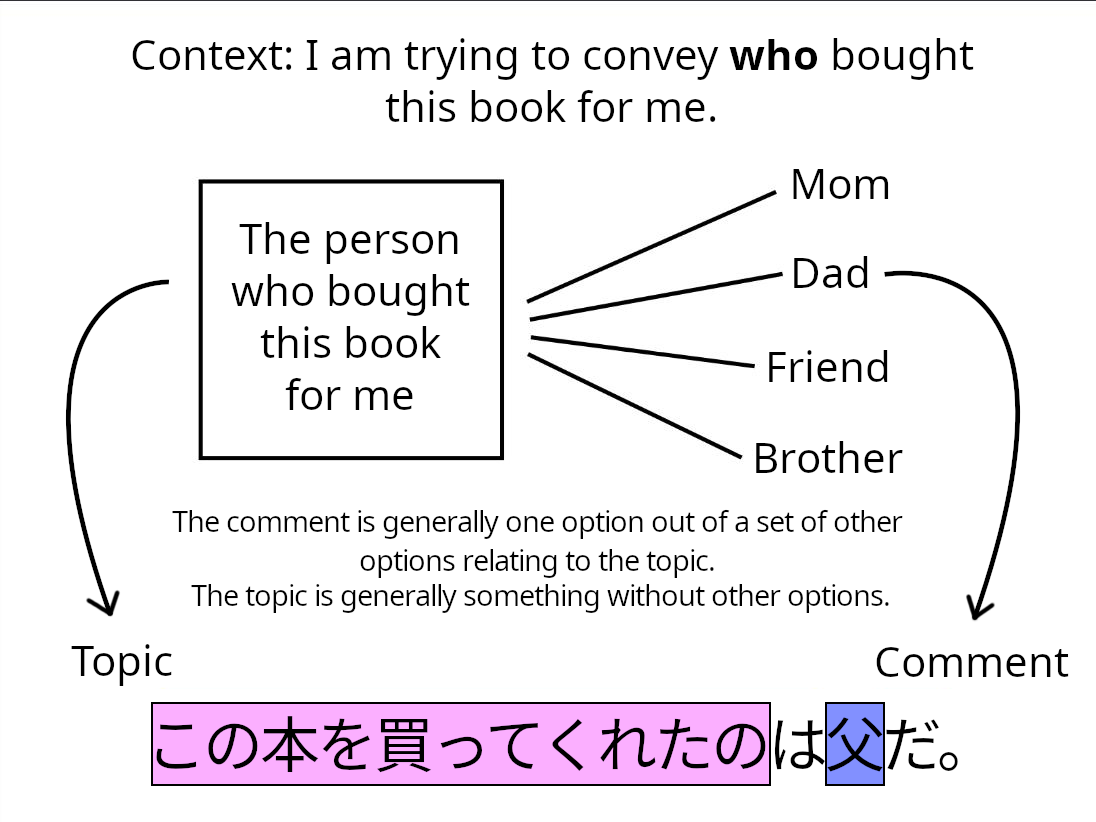 Context: I am trying to convey who bought
this book for me.
The person
who bought
this book
for me
Mom
Dad
Friend
Brother
The comment is generally one option out of a set of other
options relating to the topic.
The topic is generally something without other options.
Topic
Comment
この本を買ってくれたのは父だ。